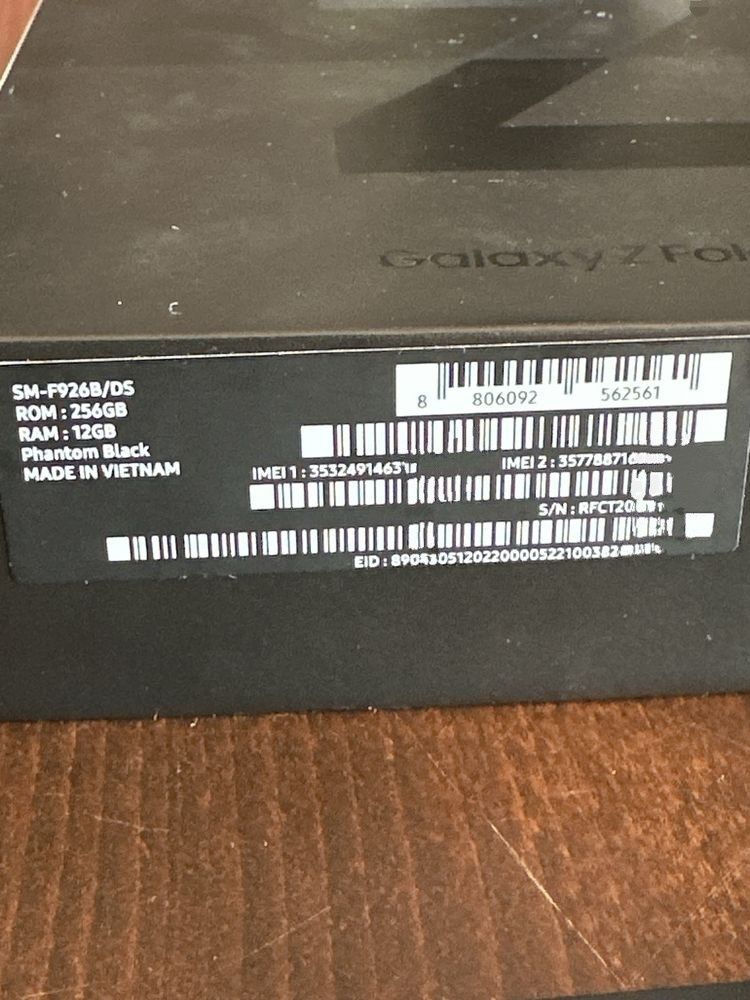 Galaxy Z Fol
SM-F926B/DS
ROM : 256GB
RAM : 12GB
Phantom Black
MADE IN VIETNAM
8 806092 562561
IMEI 1 :
IMEI 2 :
S/N :
EID :